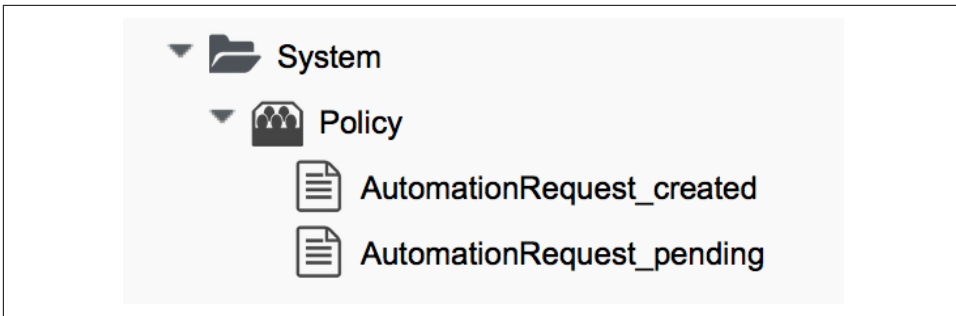 System
Policy
AutomationRequest_created
AutomationRequest_pending